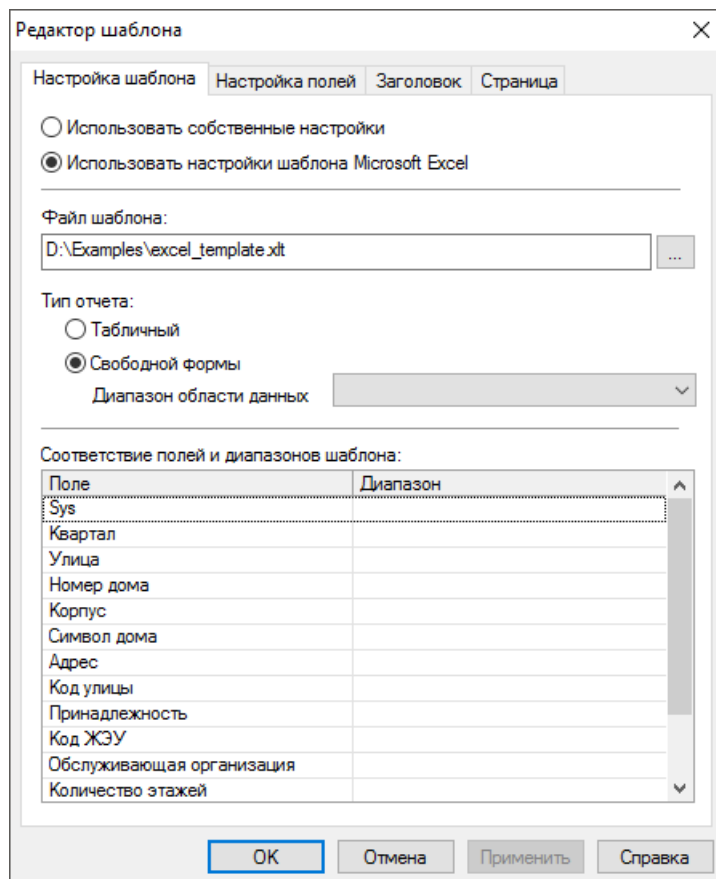 Редактор шаблона
Настройка шаблона Настройка полей Заголовок Страница
Использовать собственные настройки
Использовать настройки шаблона Microsoft Excel
Файл шаблона:
D:\Examples\excel_template.xlt ...
Тип отчета:
Табличный
Свободной формы
Диапазон области данных
Соответствие полей и диапазонов шаблона:
Поле Диапазон
Sys
Квартал
Улица
Номер дома
Корпус
Символ дома
Адрес
Код улицы
Принадлежность
Код ЖЭУ
Обслуживающая организация
Количество этажей
OK Отмена Применить Справка